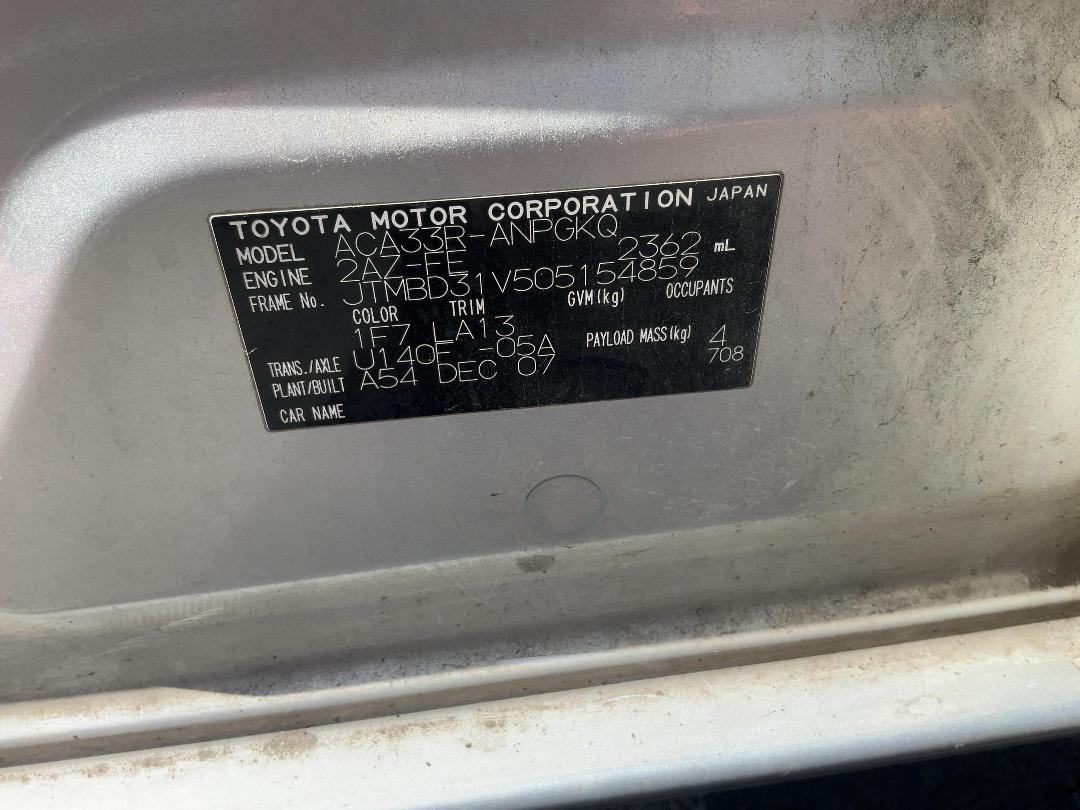 TOYOTA MOTOR CORPORATION JAPAN
MODEL ACA33R-ANPGKQ
ENGINE 2AZ-FE 2362 mL
FRAME No. JTMBD31V505154859
COLOR TRIM GVM(kg) OCCUPANTS
1F7 LA13 PAYLOAD MASS(kg) 4
TRANS./AXLE U140F -05A 708
PLANT/BUILT A54 DEC 07
CAR NAME